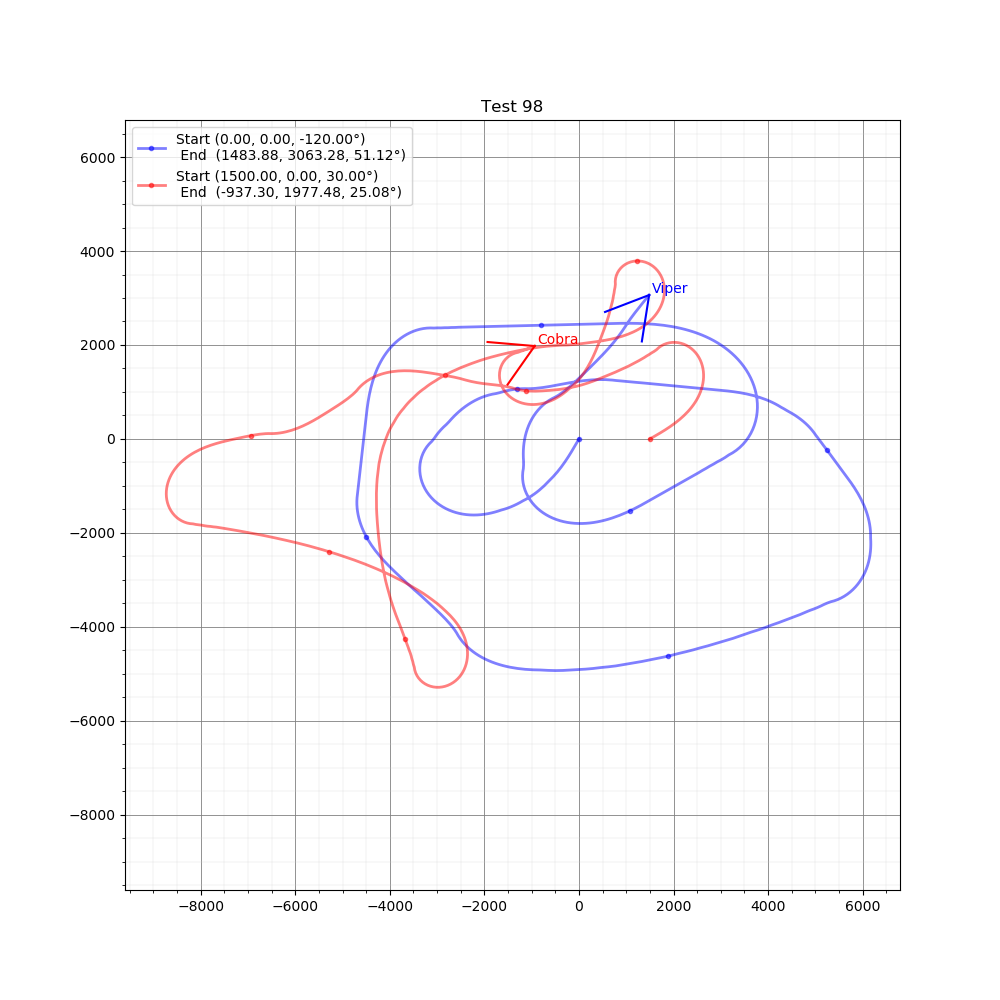 Test 98
Start (0.00, 0.00, -120.00°)
End (1483.88, 3063.28, 51.12°)
Start (1500.00, 0.00, 30.00°)
End (-937.30, 1977.48, 25.08°)
6000
4000
2000
0
−2000
−4000
−6000
−8000
Viper
Cobra
−8000 −6000 −4000 −2000 0 2000 4000 6000